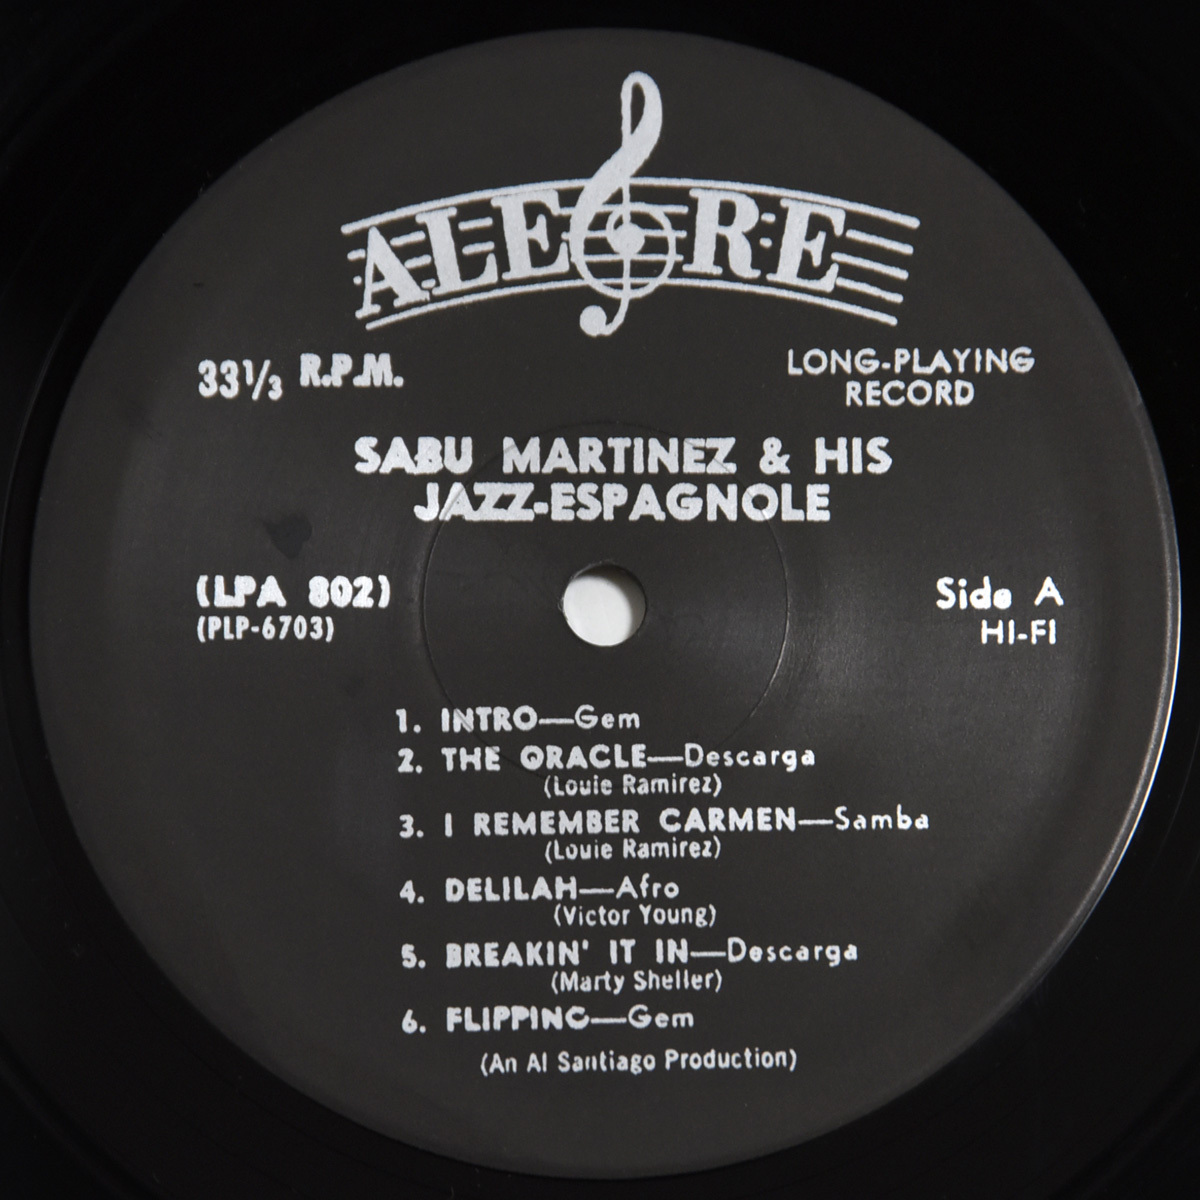 ALEGRE
33⅓ R.P.M.
LONG-PLAYING
RECORD
SABU MARTINEZ & HIS
JAZZ-ESPAGNOLE
(LPA 802)
(PLP-6703)
Side A
HI-FI
1. INTRO—Gem
2. THE ORACLE—Descarga
(Louie Ramirez)
3. I REMEMBER CARMEN—Samba
(Louie Ramirez)
4. DELILAH—Afro
(Victor Young)
5. BREAKIN' IT IN—Descarga
(Marty Sheller)
6. FLIPPING—Gem
(An Al Santiago Production)